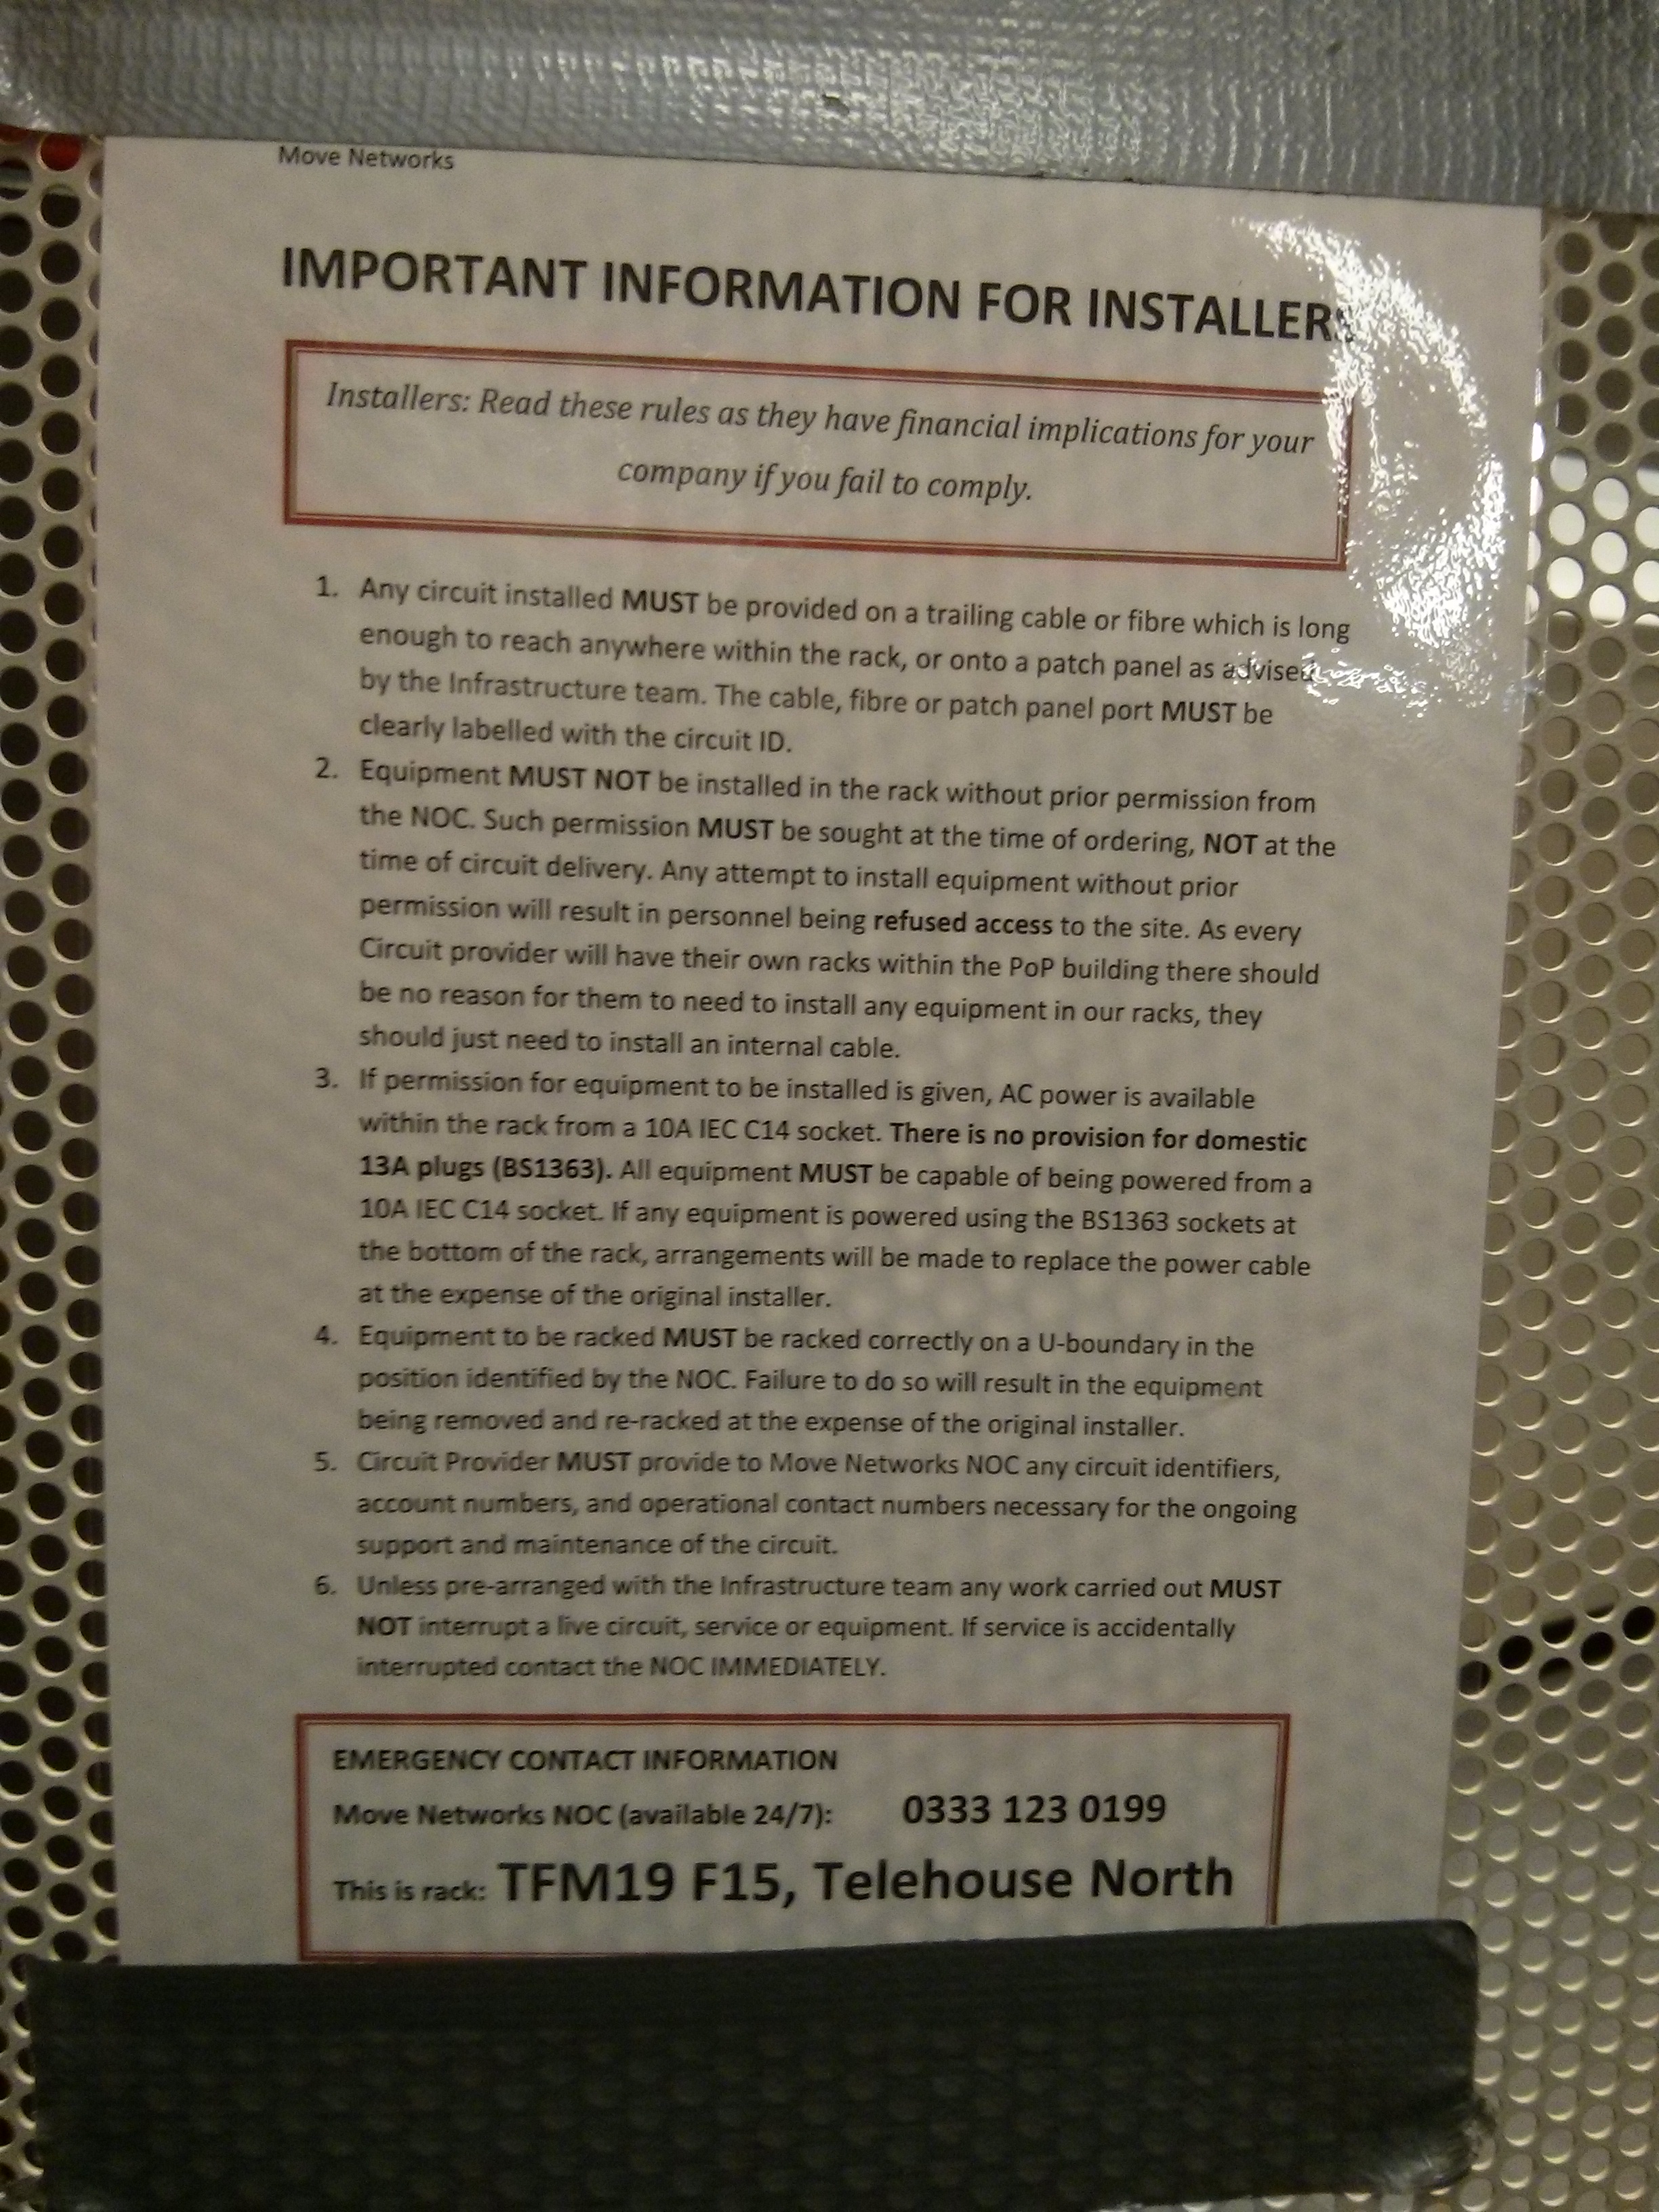 Move Networks
IMPORTANT INFORMATION FOR INSTALLERS
Installers: Read these rules as they have financial implications for your
company if you fail to comply.
1. Any circuit installed MUST be provided on a trailing cable or fibre which is long
enough to reach anywhere within the rack, or onto a patch panel as advised
by the Infrastructure team. The cable, fibre or patch panel port MUST be
clearly labelled with the circuit ID.
2. Equipment MUST NOT be installed in the rack without prior permission from
the NOC. Such permission MUST be sought at the time of ordering, NOT at the
time of circuit delivery. Any attempt to install equipment without prior
permission will result in personnel being refused access to the site. As every
Circuit provider will have their own racks within the PoP building there should
be no reason for them to need to install any equipment in our racks, they
should just need to install an internal cable.
3. If permission for equipment to be installed is given, AC power is available
within the rack from a 10A IEC C14 socket. There is no provision for domestic
13A plugs (BS1363). All equipment MUST be capable of being powered from a
10A IEC C14 socket. If any equipment is powered using the BS1363 sockets at
the bottom of the rack, arrangements will be made to replace the power cable
at the expense of the original installer.
4. Equipment to be racked MUST be racked correctly on a U-boundary in the
position identified by the NOC. Failure to do so will result in the equipment
being removed and re-racked at the expense of the original installer.
5. Circuit Provider MUST provide to Move Networks NOC any circuit identifiers,
account numbers, and operational contact numbers necessary for the ongoing
support and maintenance of the circuit.
6. Unless pre-arranged with the Infrastructure team any work carried out MUST
NOT interrupt a live circuit, service or equipment. If service is accidentally
interrupted contact the NOC IMMEDIATELY.
EMERGENCY CONTACT INFORMATION
Move Networks NOC (available 24/7): 0333 123 0199
This is rack: TFM19 F15, Telehouse North